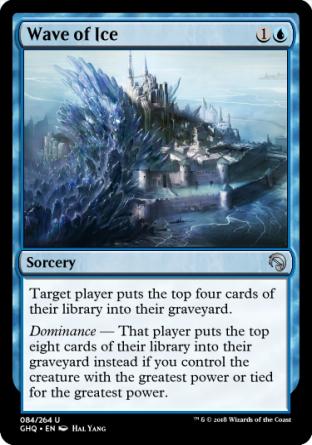 Wave of Ice 1
Sorcery
Target player puts the top four cards of
their library into their graveyard.
Dominance — That player puts the top
eight cards of their library into their
graveyard instead if you control the
creature with the greatest power or tied
for the greatest power.
084/264 U
GHQ • EN Hal Yang
™ & © 2018 Wizards of the Coast